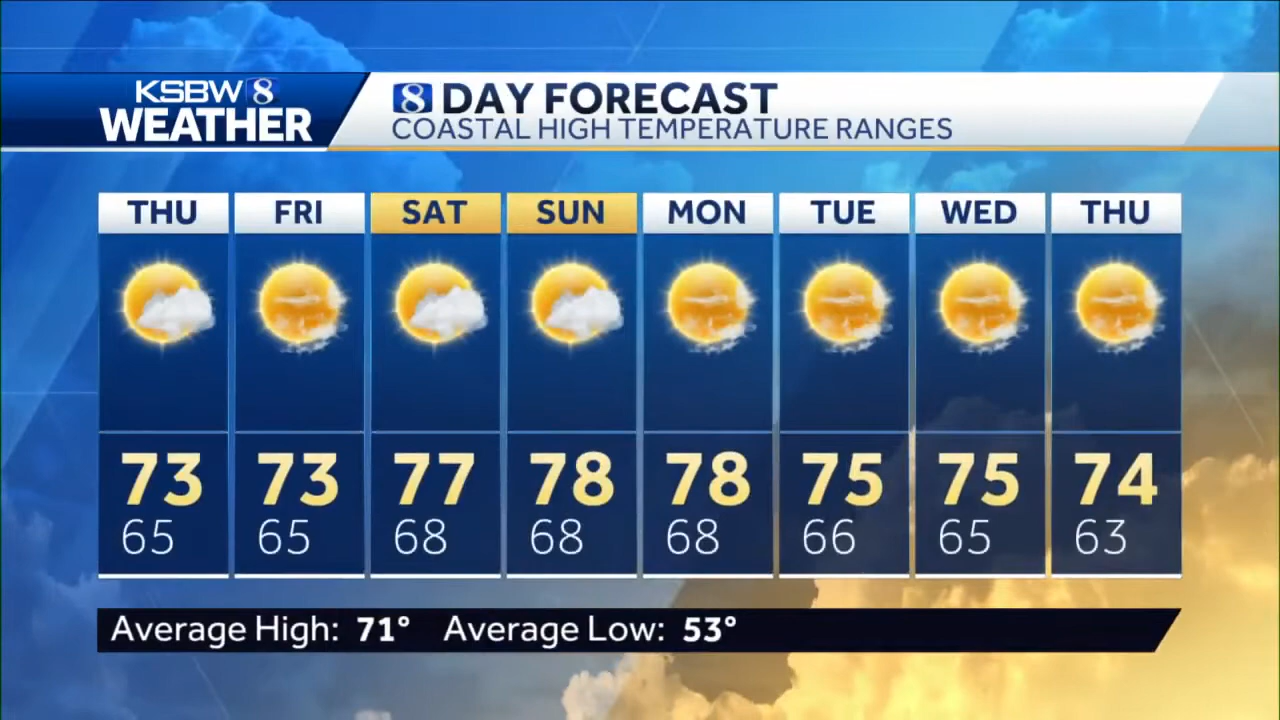 KSBW 8
WEATHER
8 DAY FORECAST
COASTAL HIGH TEMPERATURE RANGES
THU FRI SAT SUN MON TUE WED THU
73 73 77 78 78 75 75 74
65 65 68 68 68 66 65 63
Average High: 71° Average Low: 53°